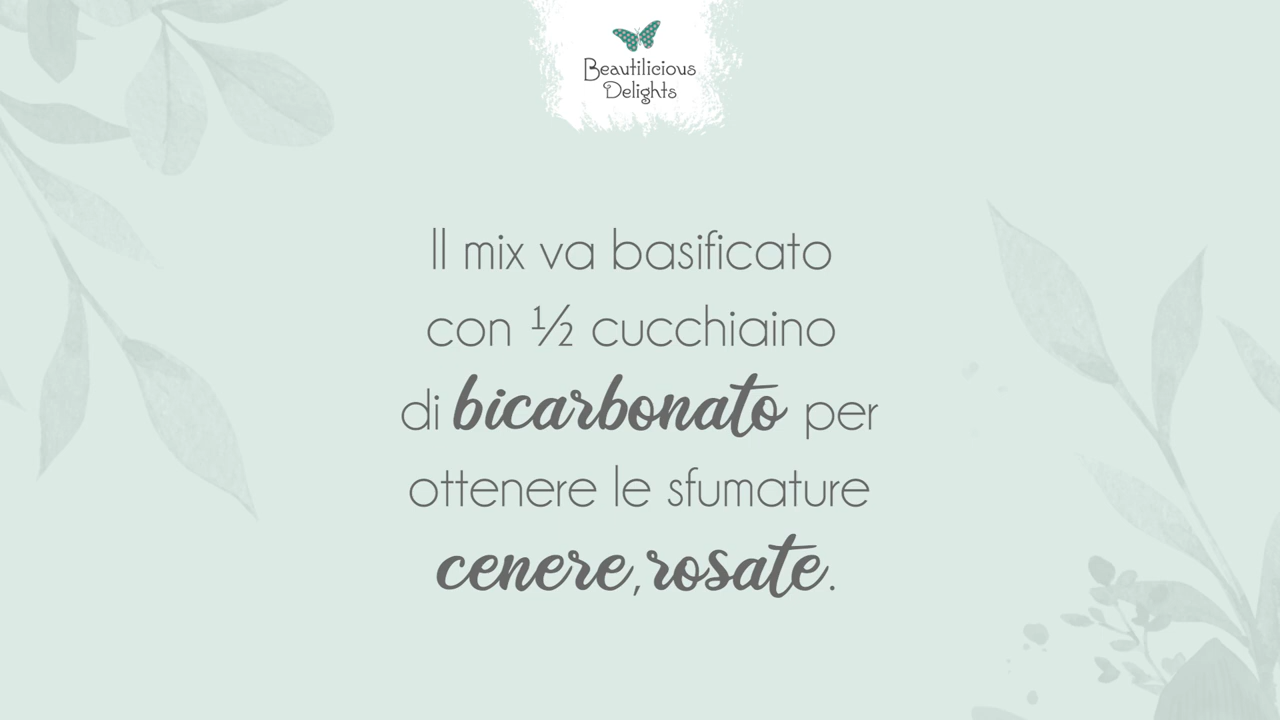 Beautilicious
Delights
Il mix va basificato
con ½ cucchiaino
di bicarbonato per
ottenere le sfumature
cenere, rosate.